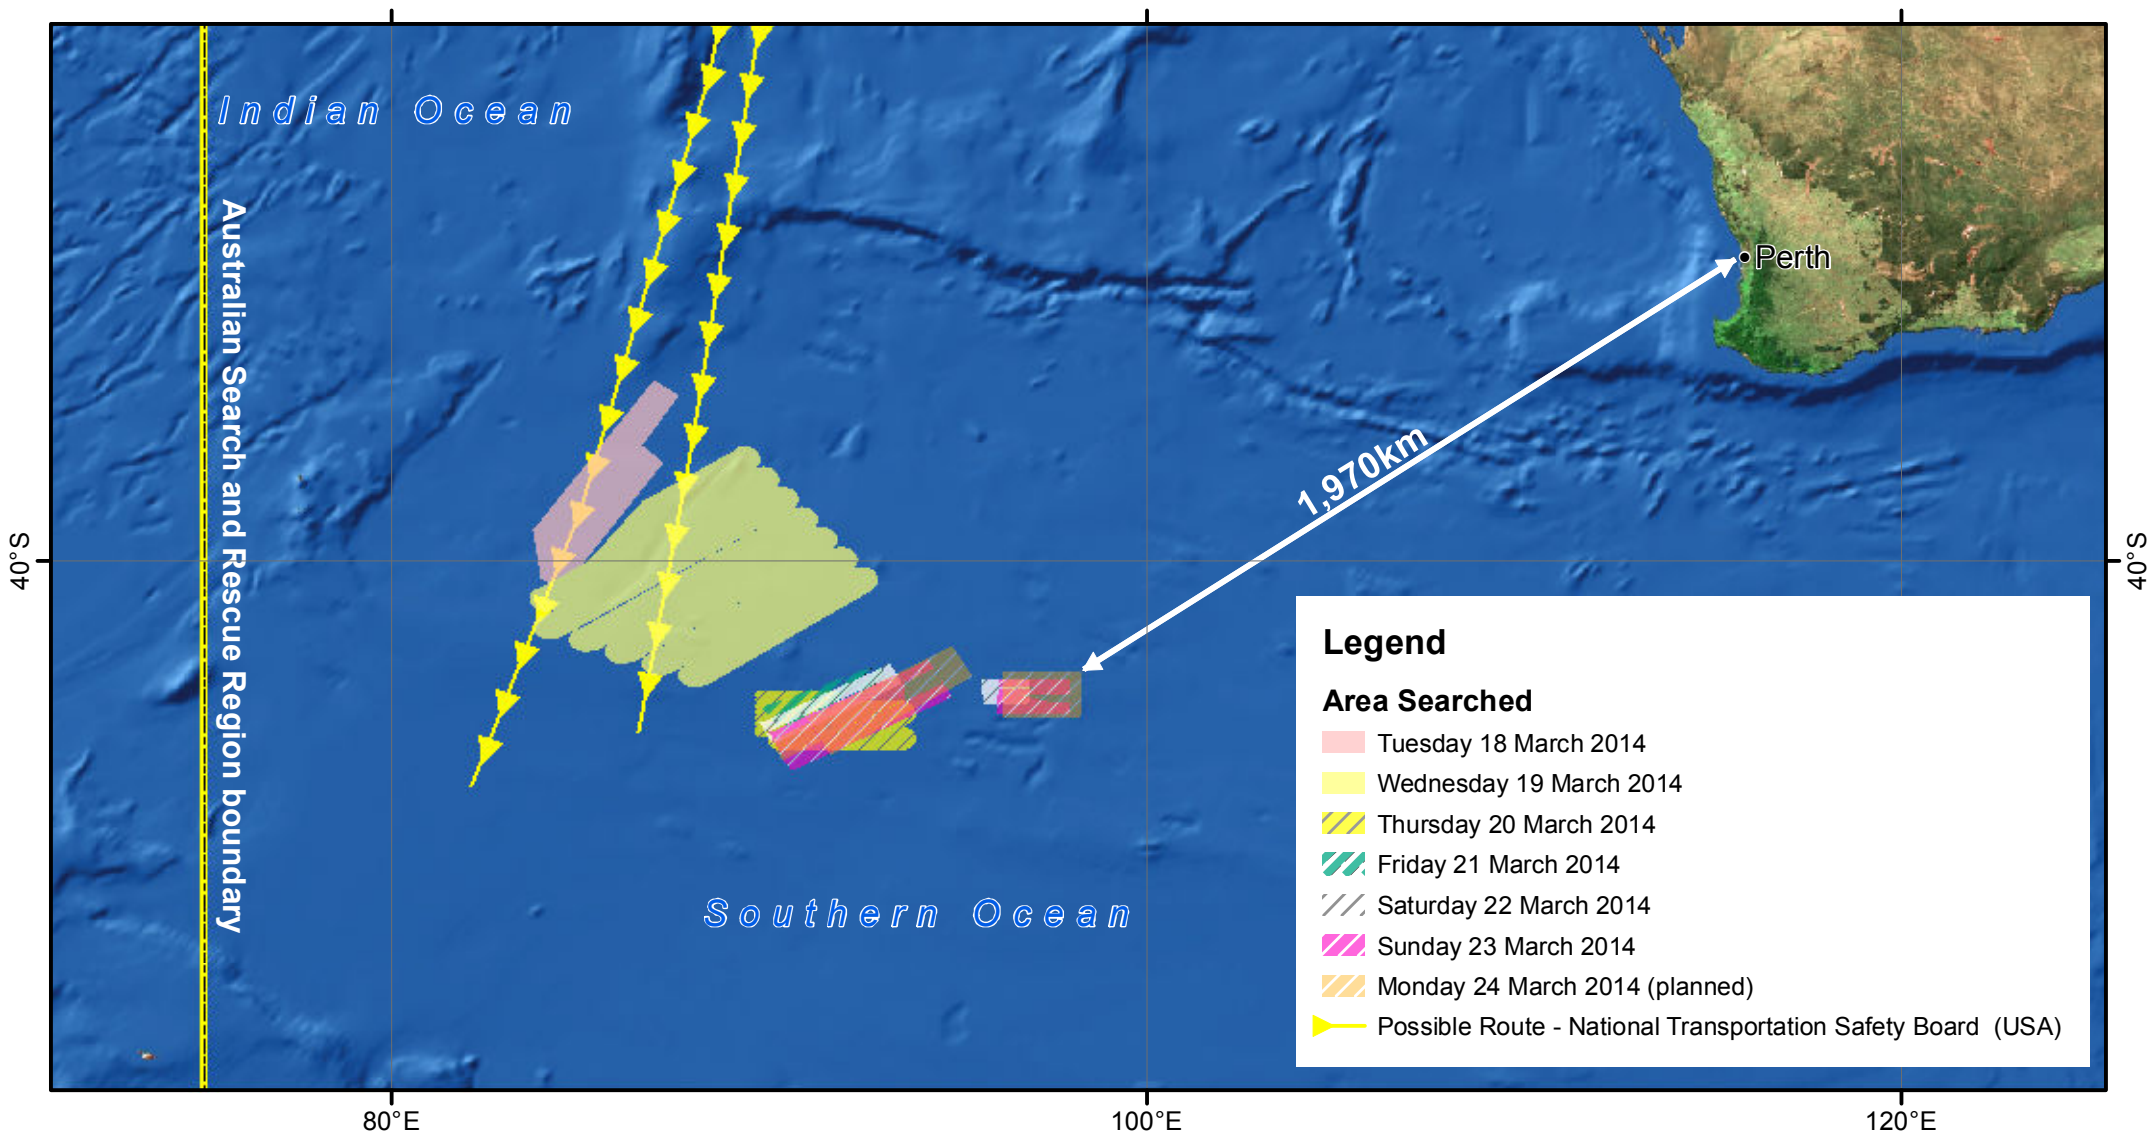 Indian Ocean
Australian Search and Rescue Region boundary
Perth
1,970km
40°S
40°S
Legend
Area Searched
Tuesday 18 March 2014
Wednesday 19 March 2014
Thursday 20 March 2014
Friday 21 March 2014
Saturday 22 March 2014
Sunday 23 March 2014
Monday 24 March 2014 (planned)
Possible Route - National Transportation Safety Board (USA)
Southern Ocean
80°E
100°E
120°E